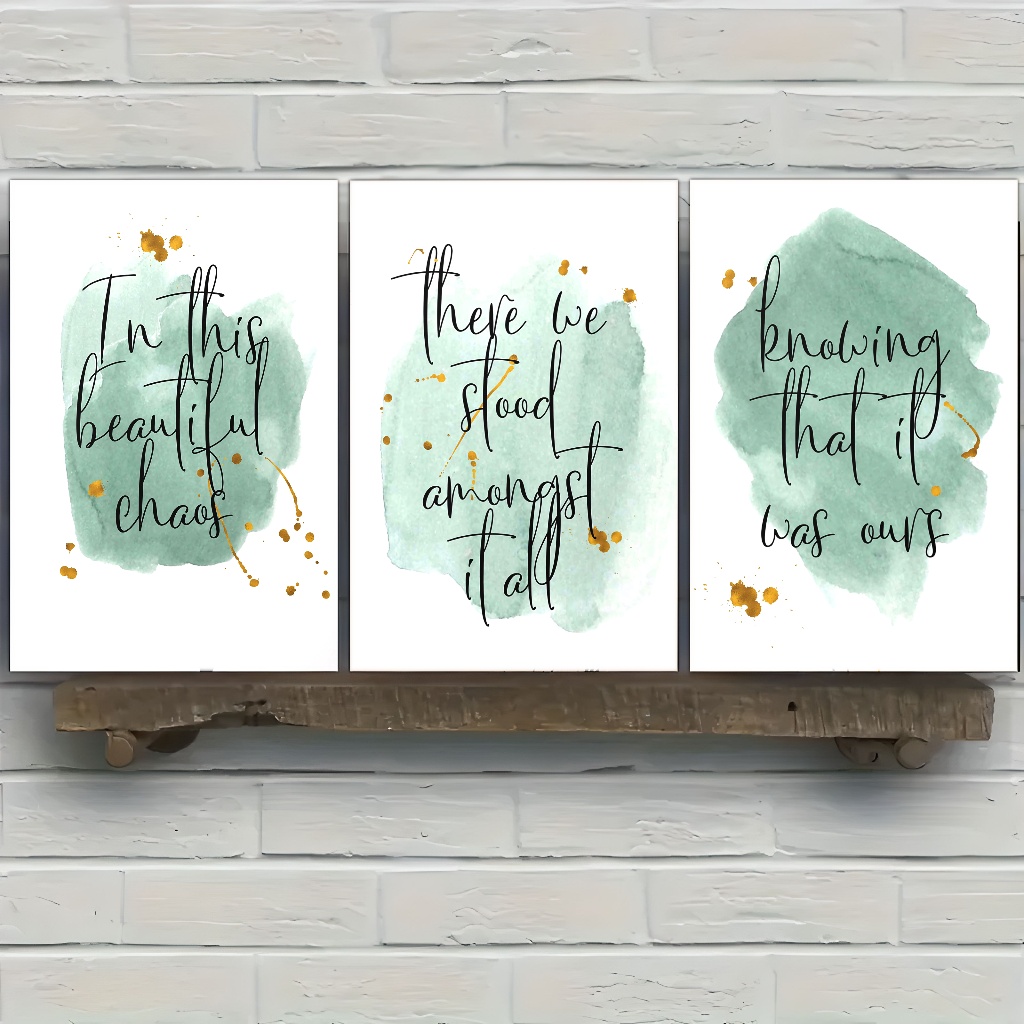 In this
beautiful
chaos
there we
stood
amongst
it all
knowing
that it
was ours